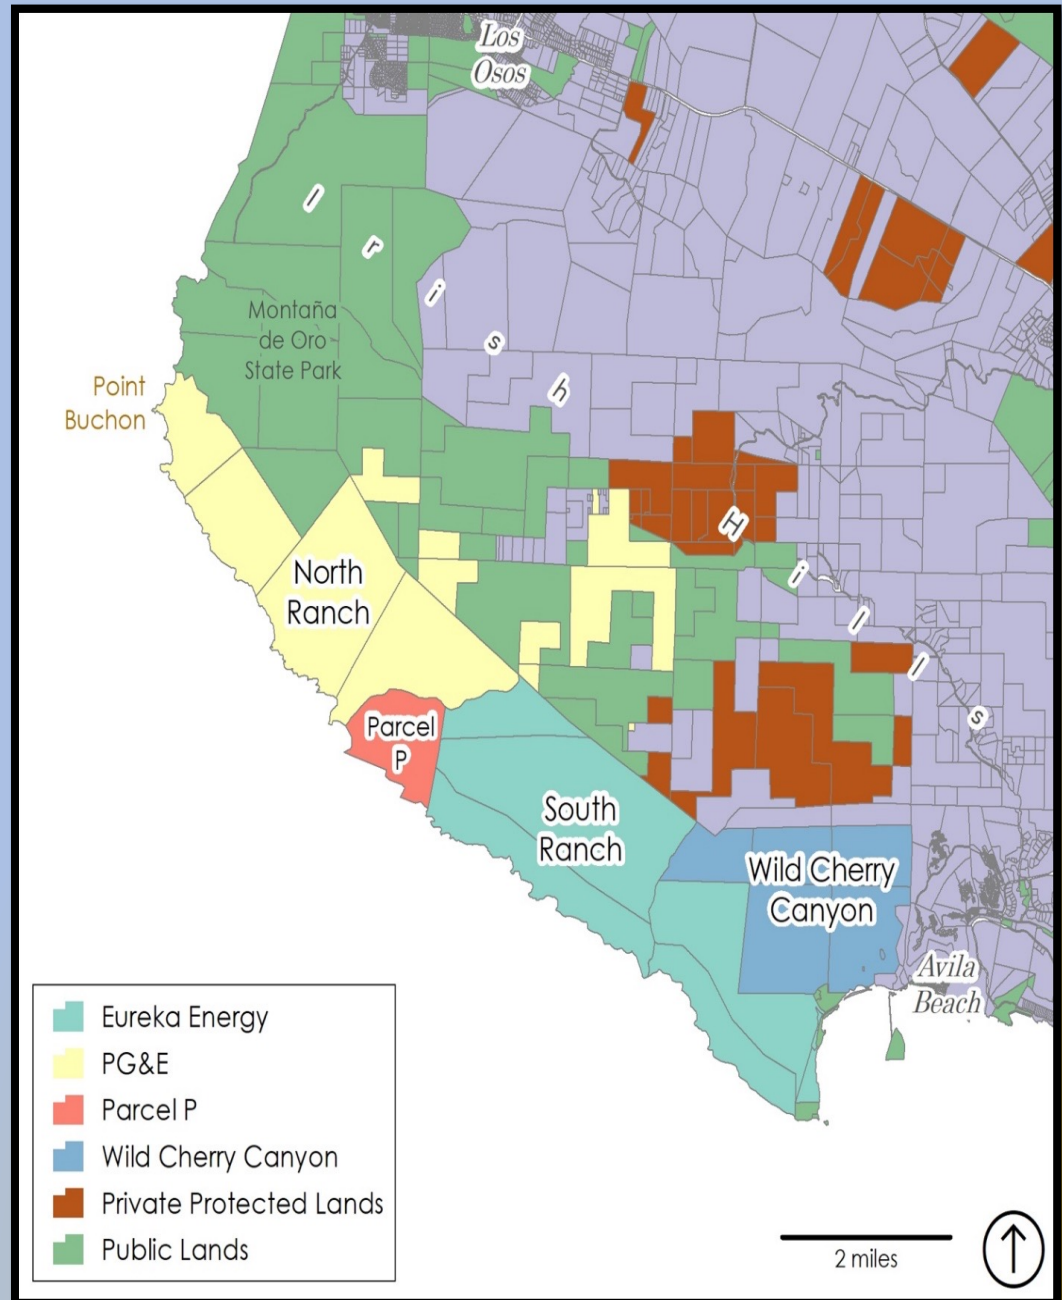 Los
Osos
Irish Hills
Montaña
de Oro
State Park
Point
Buchon
North
Ranch
Parcel
P
South
Ranch
Wild Cherry
Canyon
Avila
Beach
Eureka Energy
PG&E
Parcel P
Wild Cherry Canyon
Private Protected Lands
Public Lands
2 miles